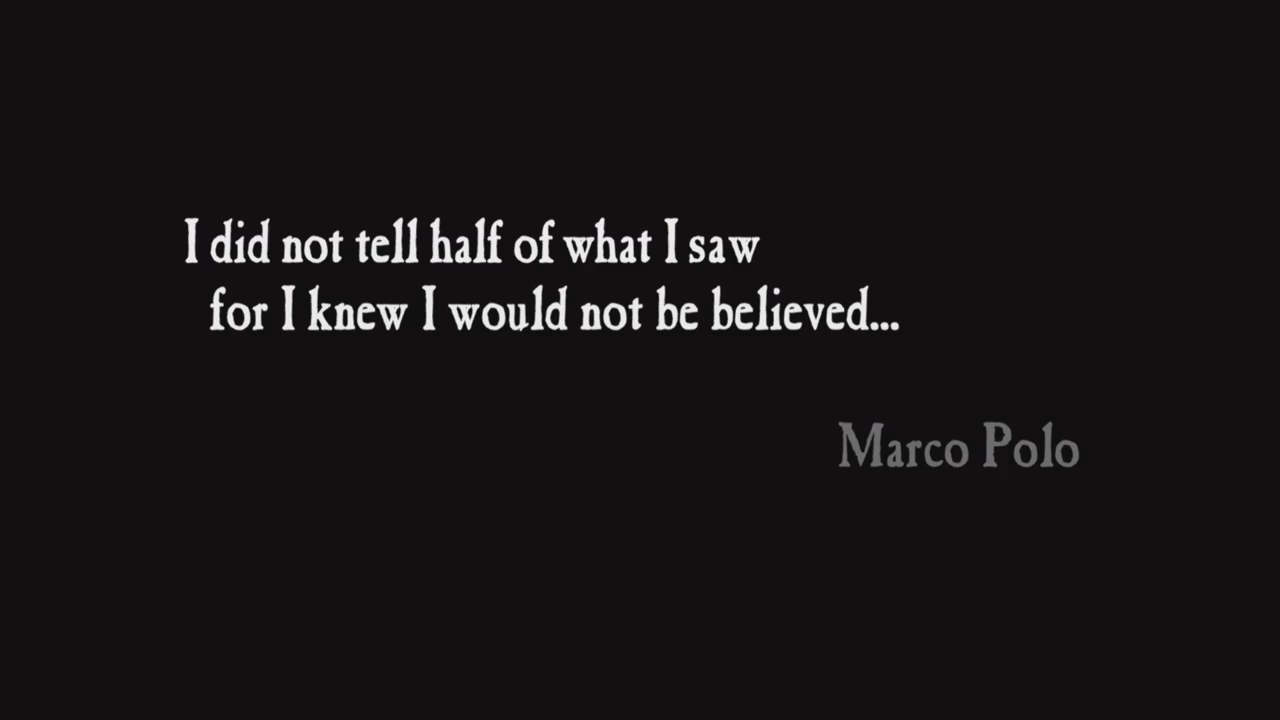 I did not tell half of what I saw
for I knew I would not be believed...
Marco Polo